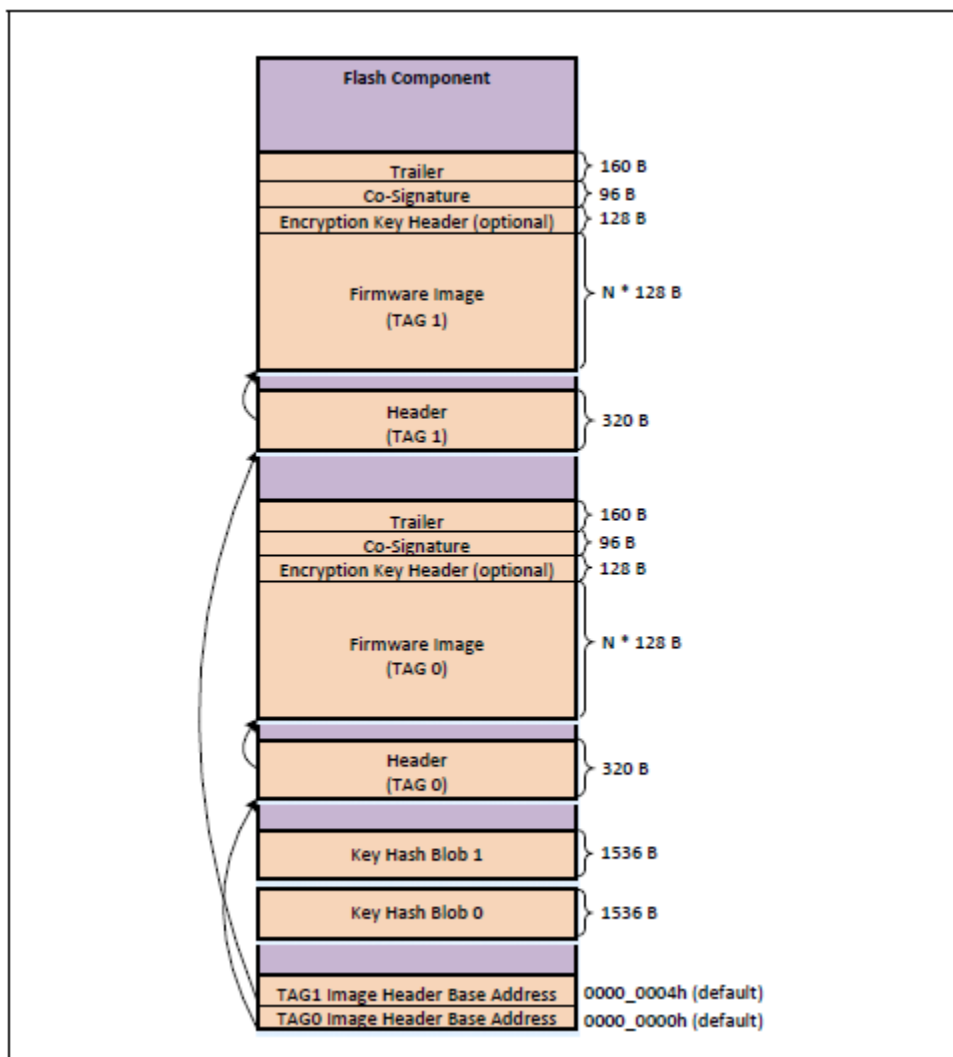 Flash Component
Trailer
160 B
Co-Signature
96 B
Encryption Key Header (optional)
128 B
Firmware Image
(TAG 1)
N * 128 B
Header
(TAG 1)
320 B
Trailer
160 B
Co-Signature
96 B
Encryption Key Header (optional)
128 B
Firmware Image
(TAG 0)
N * 128 B
Header
(TAG 0)
320 B
Key Hash Blob 1
1536 B
Key Hash Blob 0
1536 B
TAG1 Image Header Base Address
0000_0004h (default)
TAG0 Image Header Base Address
0000_0000h (default)